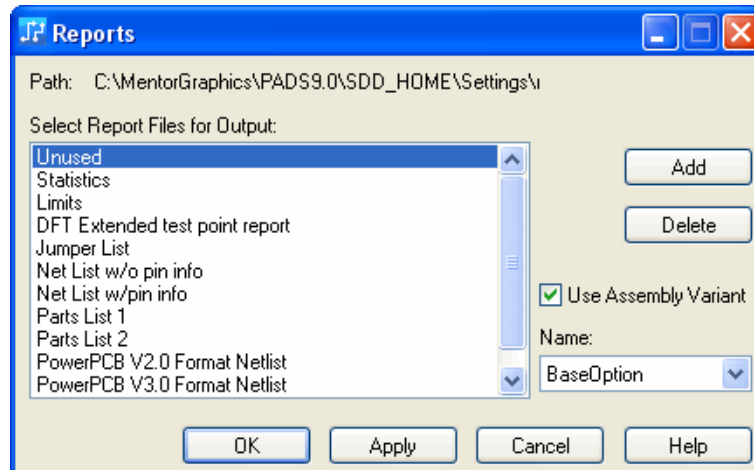 Reports
Path: C:\MentorGraphics\PADS9.0\SDD_HOME\Settings\
Select Report Files for Output:
Unused
Statistics
Limits
DFT Extended test point report
Jumper List
Net List w/o pin info
Net List w/pin info
Parts List 1
Parts List 2
PowerPCB V2.0 Format Netlist
PowerPCB V3.0 Format Netlist
Add
Delete
Use Assembly Variant
Name:
BaseOption
OK
Apply
Cancel
Help